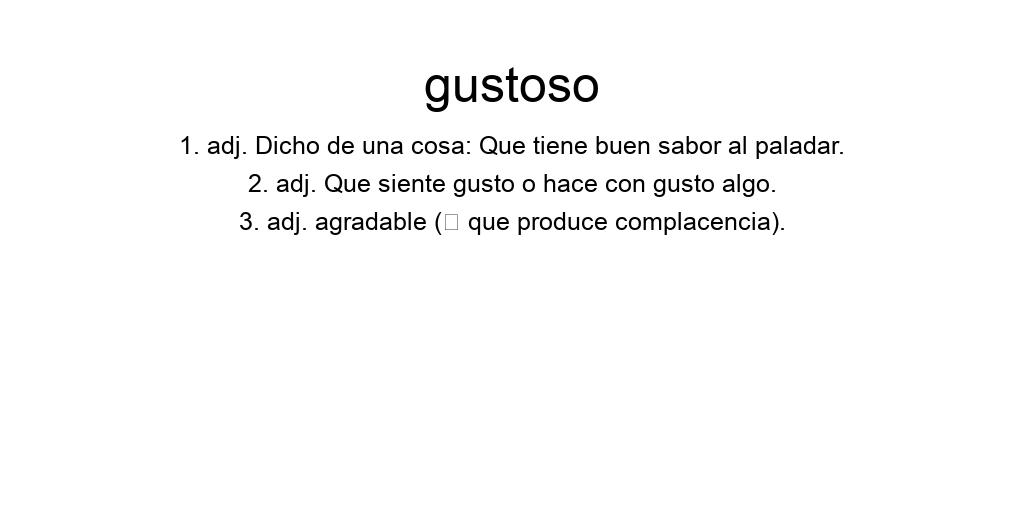 gustoso
1. adj. Dicho de una cosa: Que tiene buen sabor al paladar.
2. adj. Que siente gusto o hace con gusto algo.
3. adj. agradable (□ que produce complacencia).